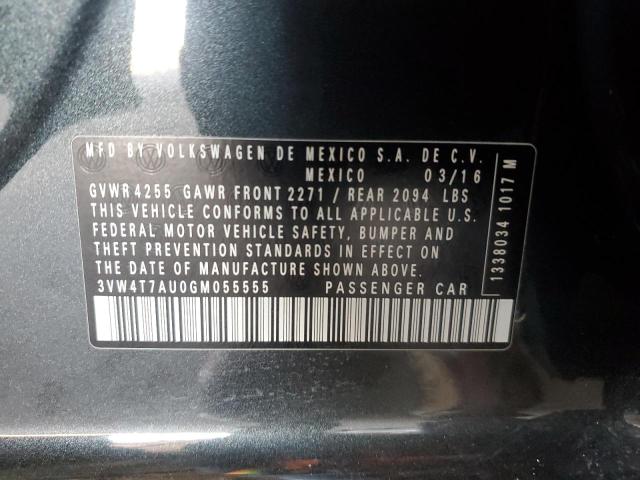 MFD BY VOLKSWAGEN DE MEXICO S.A. DE C.V.
MEXICO 03/16
GVWR 4255 GAWR FRONT 2271 / REAR 2094 LBS
THIS VEHICLE CONFORMS TO ALL APPLICABLE U.S.
FEDERAL MOTOR VEHICLE SAFETY, BUMPER AND
THEFT PREVENTION STANDARDS IN EFFECT ON
THE DATE OF MANUFACTURE SHOWN ABOVE.
3VW4T7AU0GM055555 PASSENGER CAR
1338034 1017 M